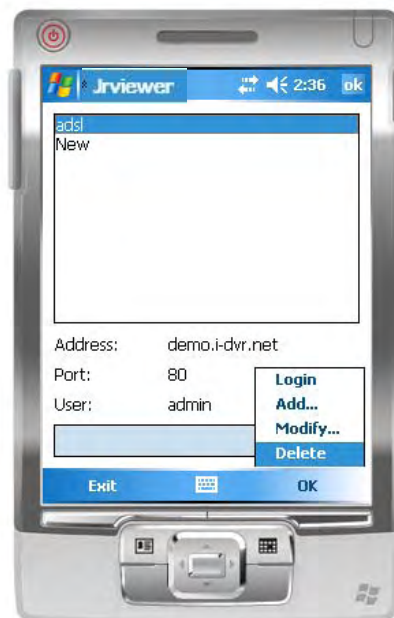 Jrviewer 2:36 ok
adsl
New
Address: demo.i-dvr.net
Port: 80
User: admin
Login
Add...
Modify...
Delete
Exit OK